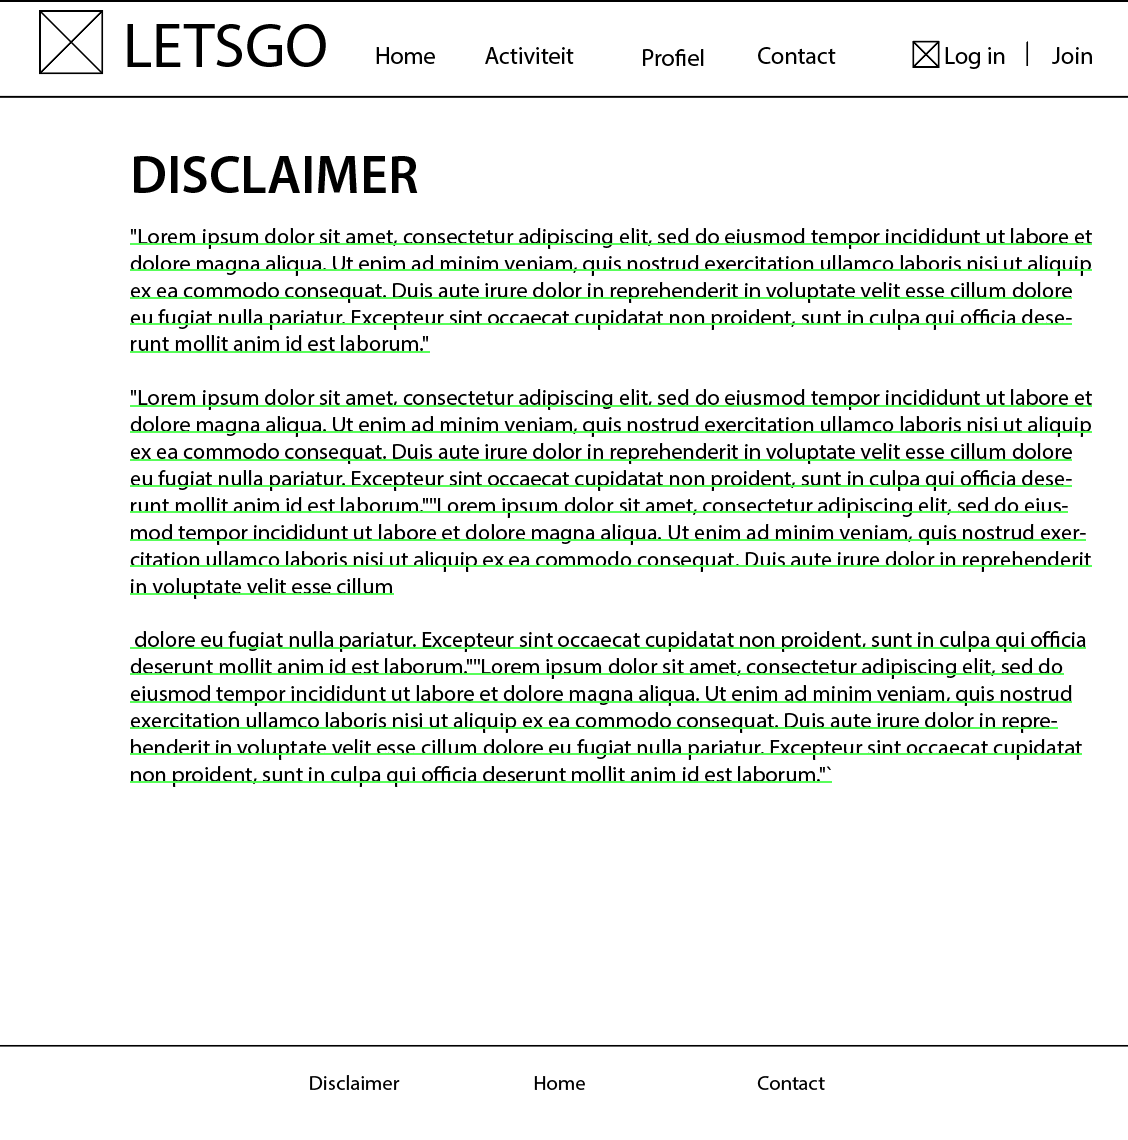 LETSGO Home Activiteit Profiel Contact Log in | Join
DISCLAIMER
"Lorem ipsum dolor sit amet, consectetur adipiscing elit, sed do eiusmod tempor incididunt ut labore et
dolore magna aliqua. Ut enim ad minim veniam, quis nostrud exercitation ullamco laboris nisi ut aliquip
ex ea commodo consequat. Duis aute irure dolor in reprehenderit in voluptate velit esse cillum dolore
eu fugiat nulla pariatur. Excepteur sint occaecat cupidatat non proident, sunt in culpa qui officia dese-
runt mollit anim id est laborum."
"Lorem ipsum dolor sit amet, consectetur adipiscing elit, sed do eiusmod tempor incididunt ut labore et
dolore magna aliqua. Ut enim ad minim veniam, quis nostrud exercitation ullamco laboris nisi ut aliquip
ex ea commodo consequat. Duis aute irure dolor in reprehenderit in voluptate velit esse cillum dolore
eu fugiat nulla pariatur. Excepteur sint occaecat cupidatat non proident, sunt in culpa qui officia dese-
runt mollit anim id est laborum.""Lorem ipsum dolor sit amet, consectetur adipiscing elit, sed do eius-
mod tempor incididunt ut labore et dolore magna aliqua. Ut enim ad minim veniam, quis nostrud exer-
citation ullamco laboris nisi ut aliquip ex ea commodo consequat. Duis aute irure dolor in reprehenderit
in voluptate velit esse cillum
dolore eu fugiat nulla pariatur. Excepteur sint occaecat cupidatat non proident, sunt in culpa qui officia
deserunt mollit anim id est laborum.""Lorem ipsum dolor sit amet, consectetur adipiscing elit, sed do
eiusmod tempor incididunt ut labore et dolore magna aliqua. Ut enim ad minim veniam, quis nostrud
exercitation ullamco laboris nisi ut aliquip ex ea commodo consequat. Duis aute irure dolor in repre-
henderit in voluptate velit esse cillum dolore eu fugiat nulla pariatur. Excepteur sint occaecat cupidatat
non proident, sunt in culpa qui officia deserunt mollit anim id est laborum."`
Disclaimer Home Contact